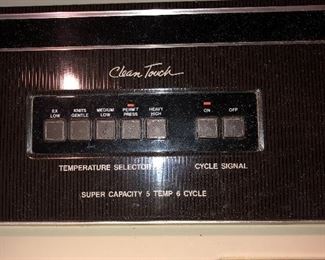 Clean Touch
EX LOW KNITS GENTLE MEDIUM LOW PERMT PRESS HEAVY HIGH ON OFF
TEMPERATURE SELECTOR CYCLE SIGNAL
SUPER CAPACITY 5 TEMP 6 CYCLE